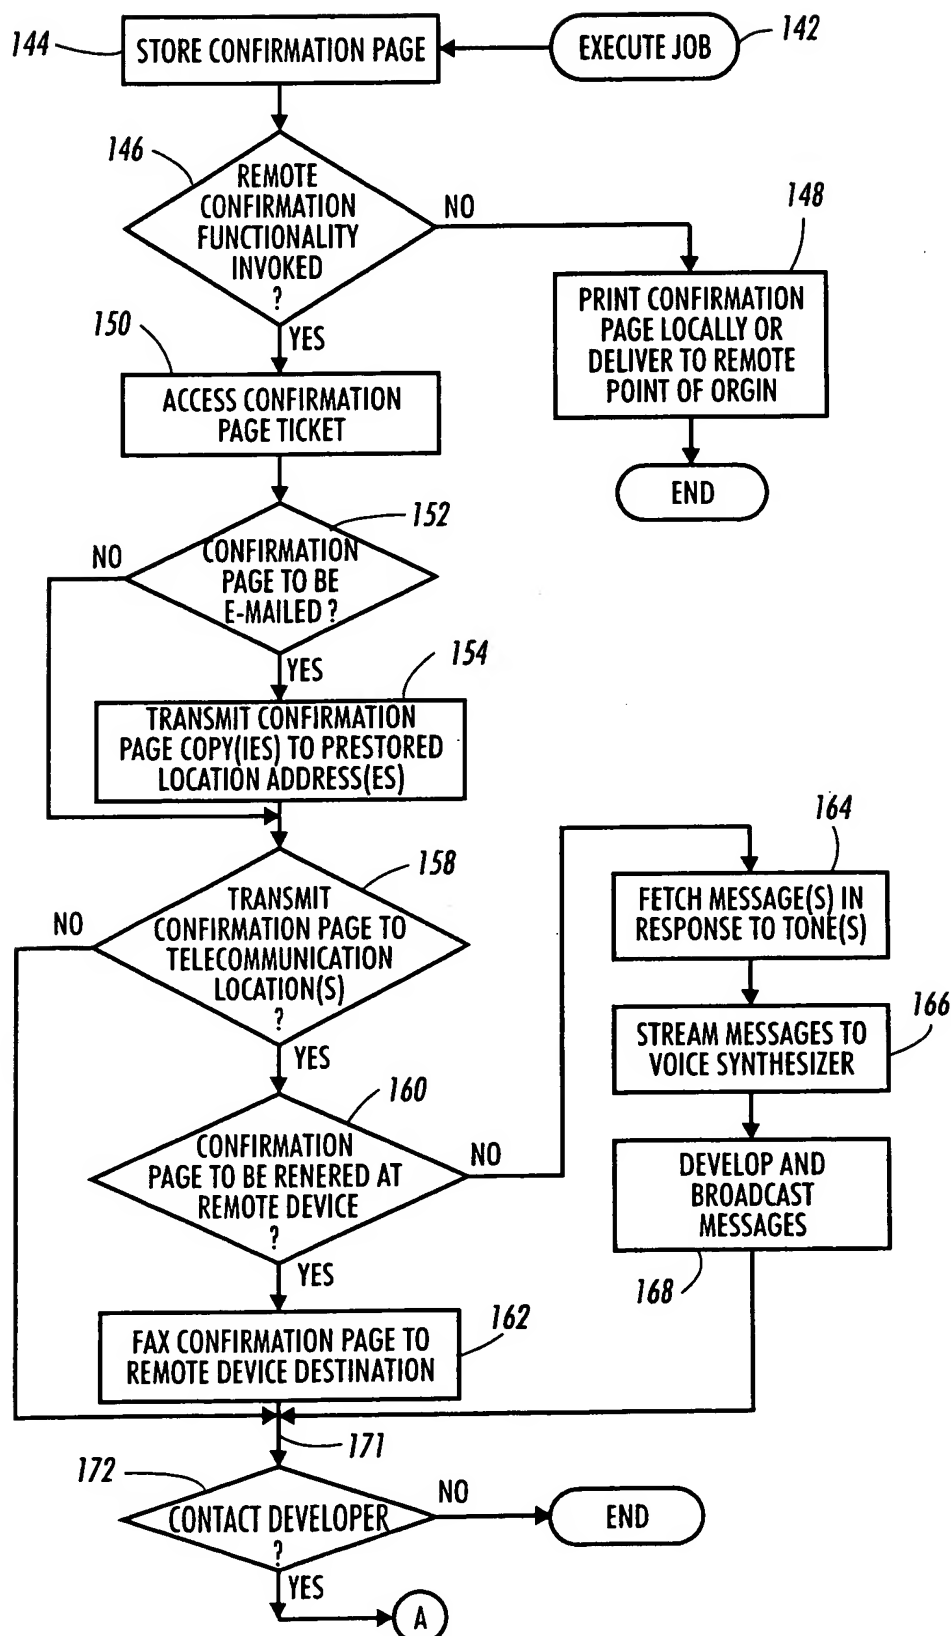 144
STORE CONFIRMATION PAGE
EXECUTE JOB
142
146
REMOTE
CONFIRMATION
FUNCTIONALITY
INVOKED
?
NO
148
PRINT CONFIRMATION
PAGE LOCALLY OR
DELIVER TO REMOTE
POINT OF ORGIN
END
YES
150
ACCESS CONFIRMATION
PAGE TICKET
152
CONFIRMATION
PAGE TO BE
E-MAILED ?
NO
YES
154
TRANSMIT CONFIRMATION
PAGE COPY(IES) TO PRESTORED
LOCATION ADDRESS(ES)
158
TRANSMIT
CONFIRMATION PAGE TO
TELECOMMUNICATION
LOCATION(S)
?
NO
YES
160
CONFIRMATION
PAGE TO BE RENERED AT
REMOTE DEVICE
?
NO
164
FETCH MESSAGE(S) IN
RESPONSE TO TONE(S)
166
STREAM MESSAGES TO
VOICE SYNTHESIZER
DEVELOP AND
BROADCAST
MESSAGES
168
YES
162
FAX CONFIRMATION PAGE TO
REMOTE DEVICE DESTINATION
171
172
CONTACT DEVELOPER
?
NO
END
YES
A